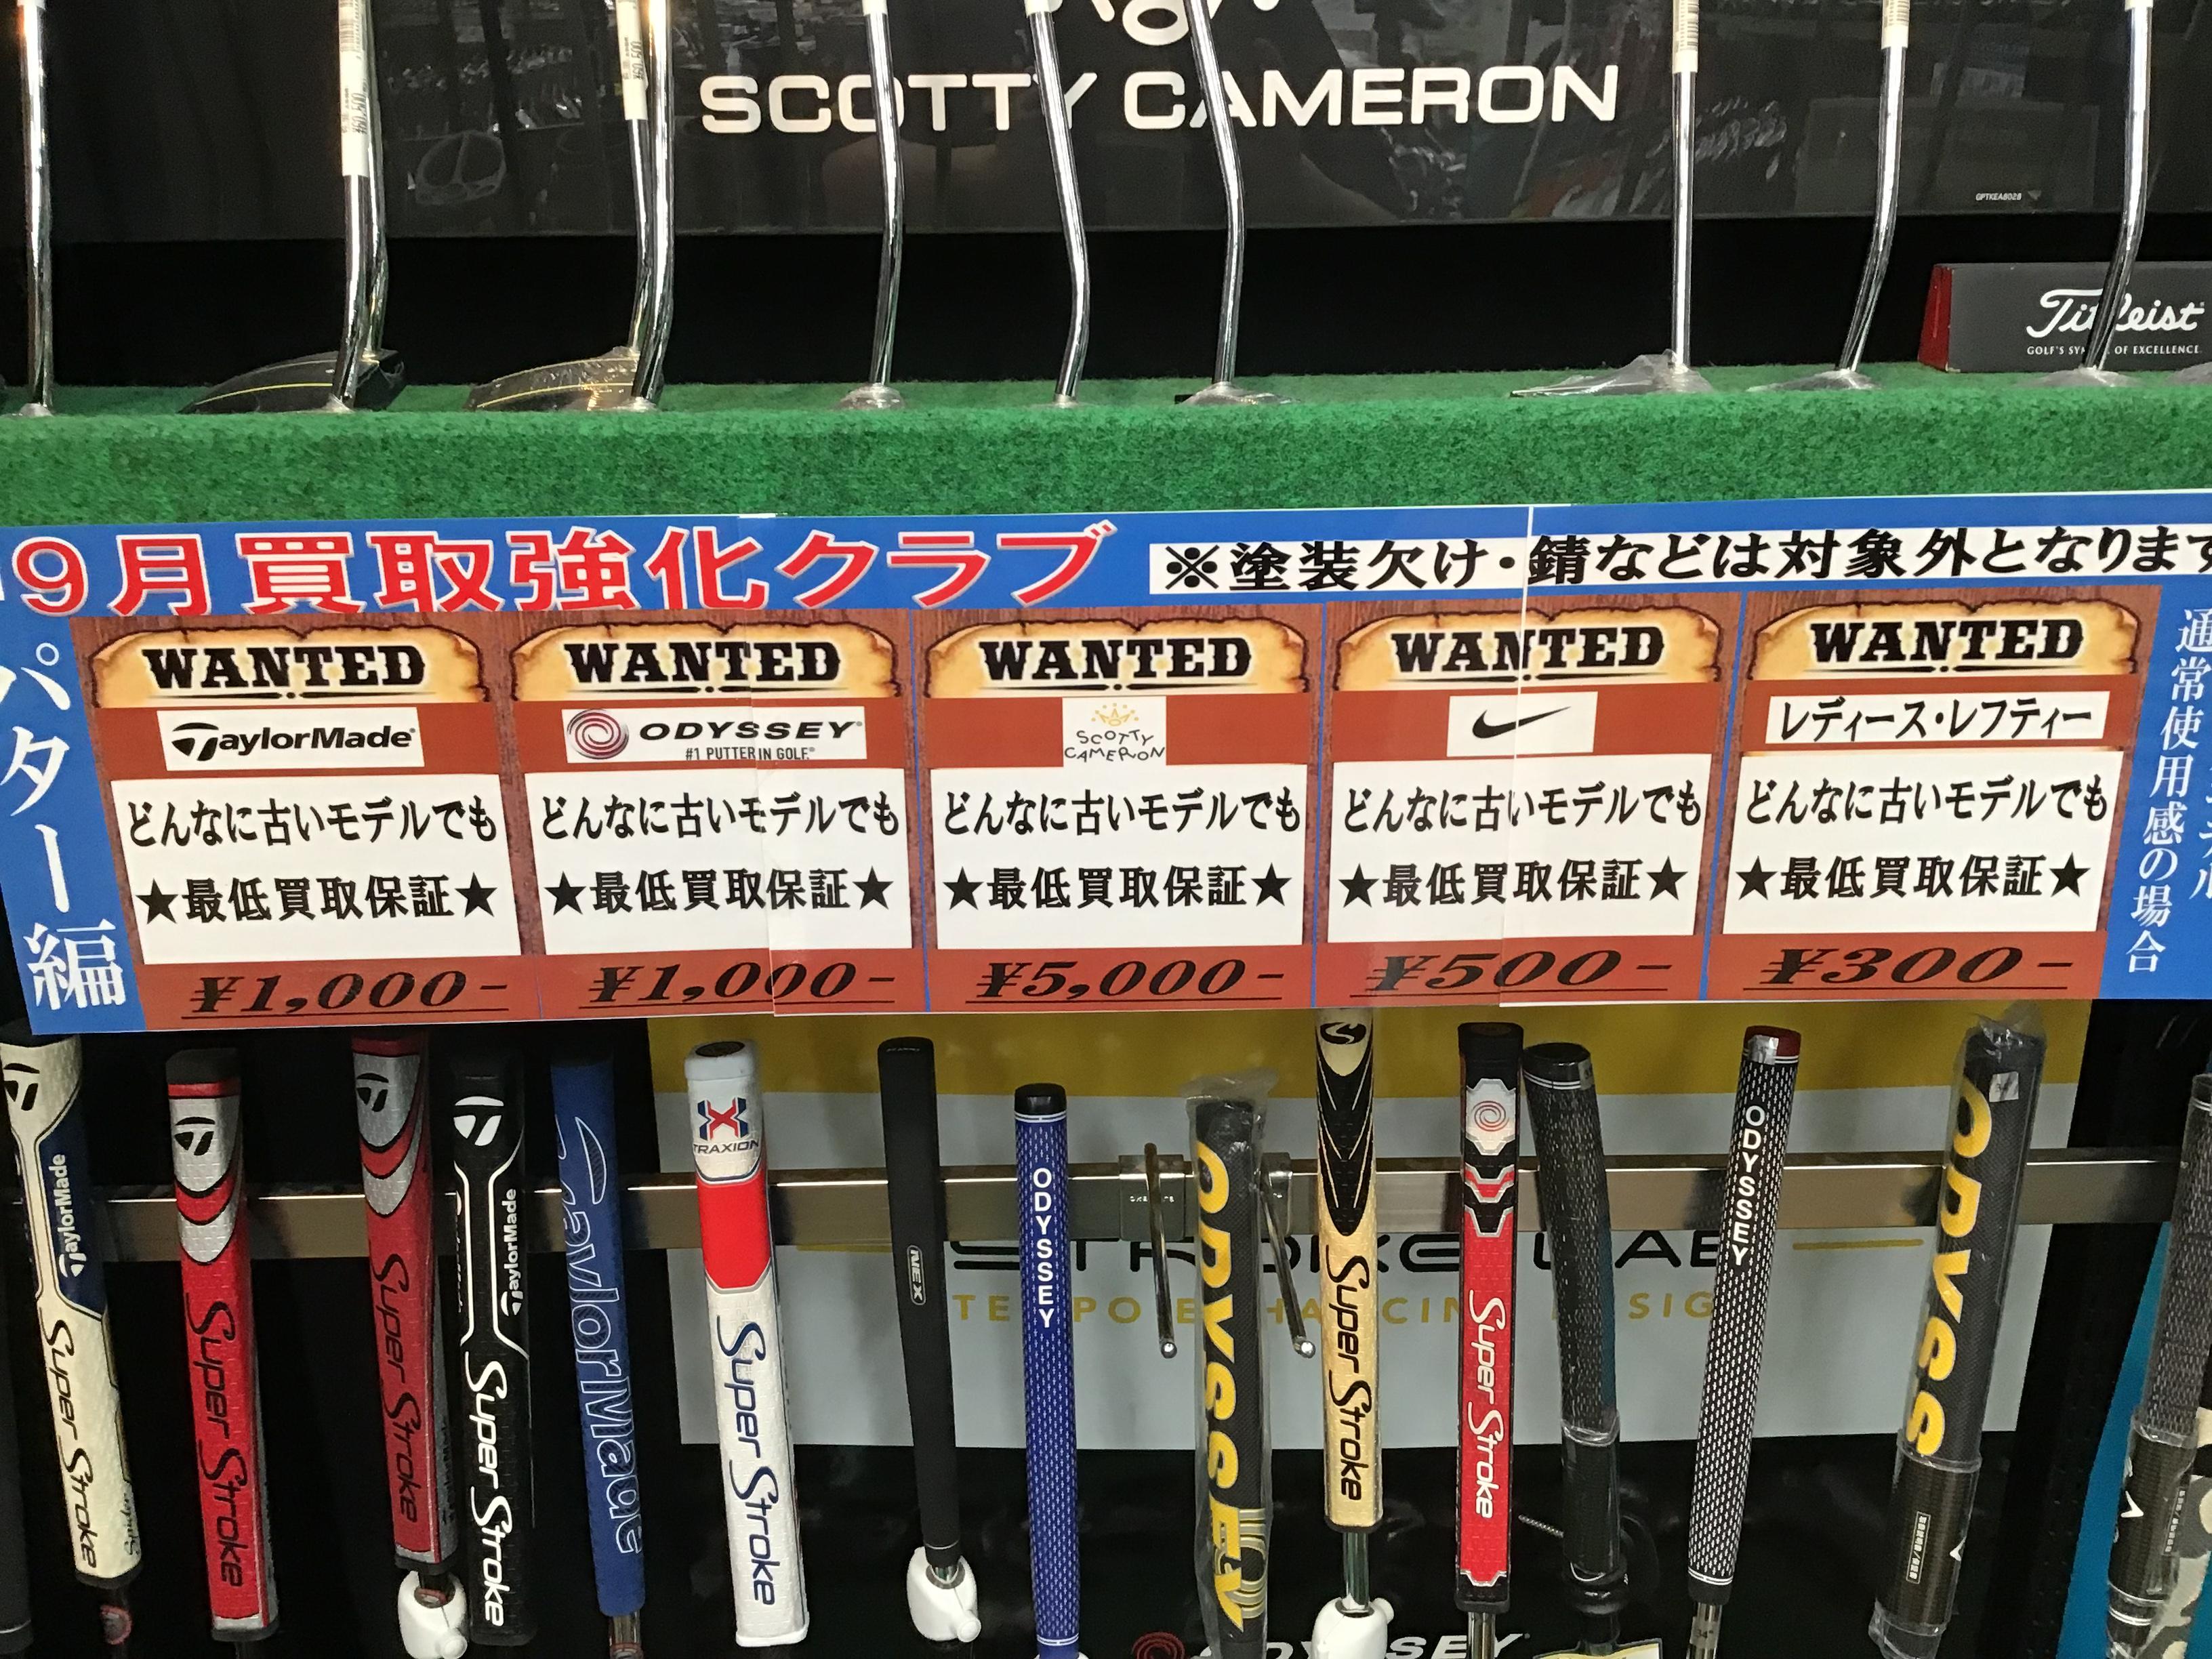 SCOTTY CAMERON
GPTKEA8028
Titleist
9月買取強化クラブ
※塗装欠け・錆などは対象外となります
パター編
WANTED
TaylorMade
どんなに古いモデルでも
★最低買取保証★
¥1,000-
WANTED
ODYSSEY
#1 PUTTER IN GOLF.
どんなに古いモデルでも
★最低買取保証★
¥1,000-
WANTED
SCOTTY
CAMERON
どんなに古いモデルでも
★最低買取保証★
¥5,000-
WANTED
どんなに古いモデルでも
★最低買取保証★
¥500-
WANTED
レディース・レフティー
どんなに古いモデルでも
★最低買取保証★
¥300-
通常使用感の場合
TaylorMade
Super Stroke
Super Stroke
Super Stroke
TaylorMade
Super Stroke
TaylorMade
TRAXION
Super Stroke
ODYSSEY
ODYSSEY
Super Stroke
Super Stroke
ODYSSEY
ODYSSEY
ODYSSEY